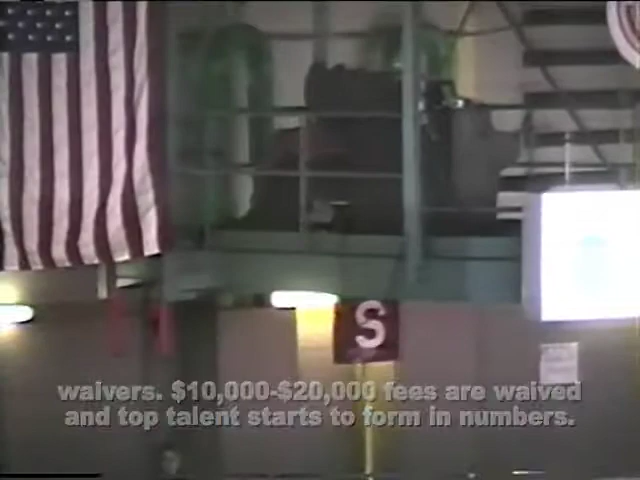 S
waivers. $10,000-$20,000 fees are waived
and top talent starts to form in numbers.